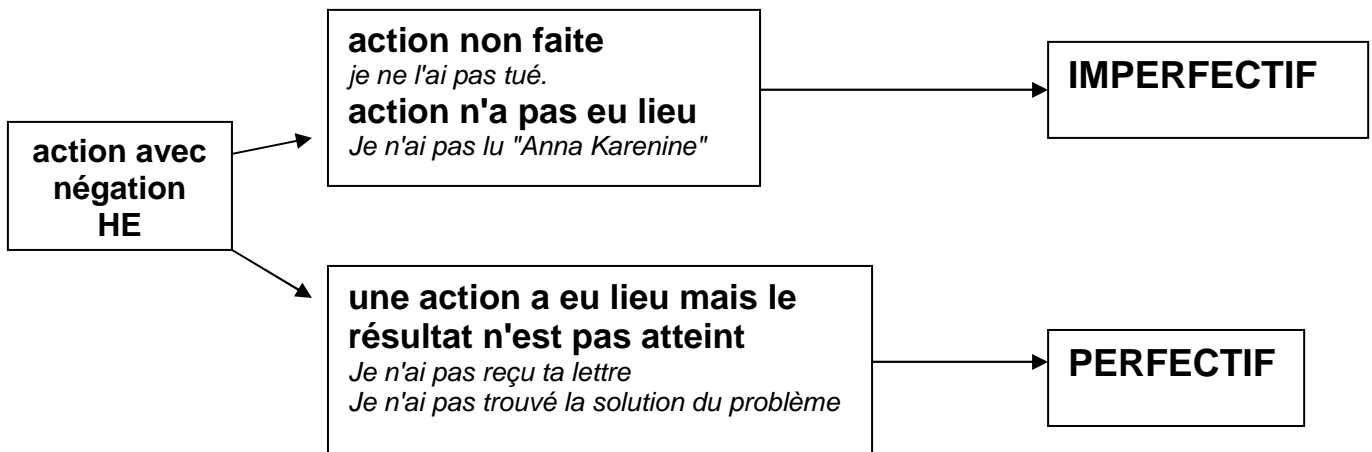 action avec
négation
НЕ
action non faite
je ne l'ai pas tué.
action n'a pas eu lieu
Je n'ai pas lu "Anna Karenine"
IMPERFECTIF
une action a eu lieu mais le
résultat n'est pas atteint
Je n'ai pas reçu ta lettre
Je n'ai pas trouvé la solution du problème
PERFECTIF